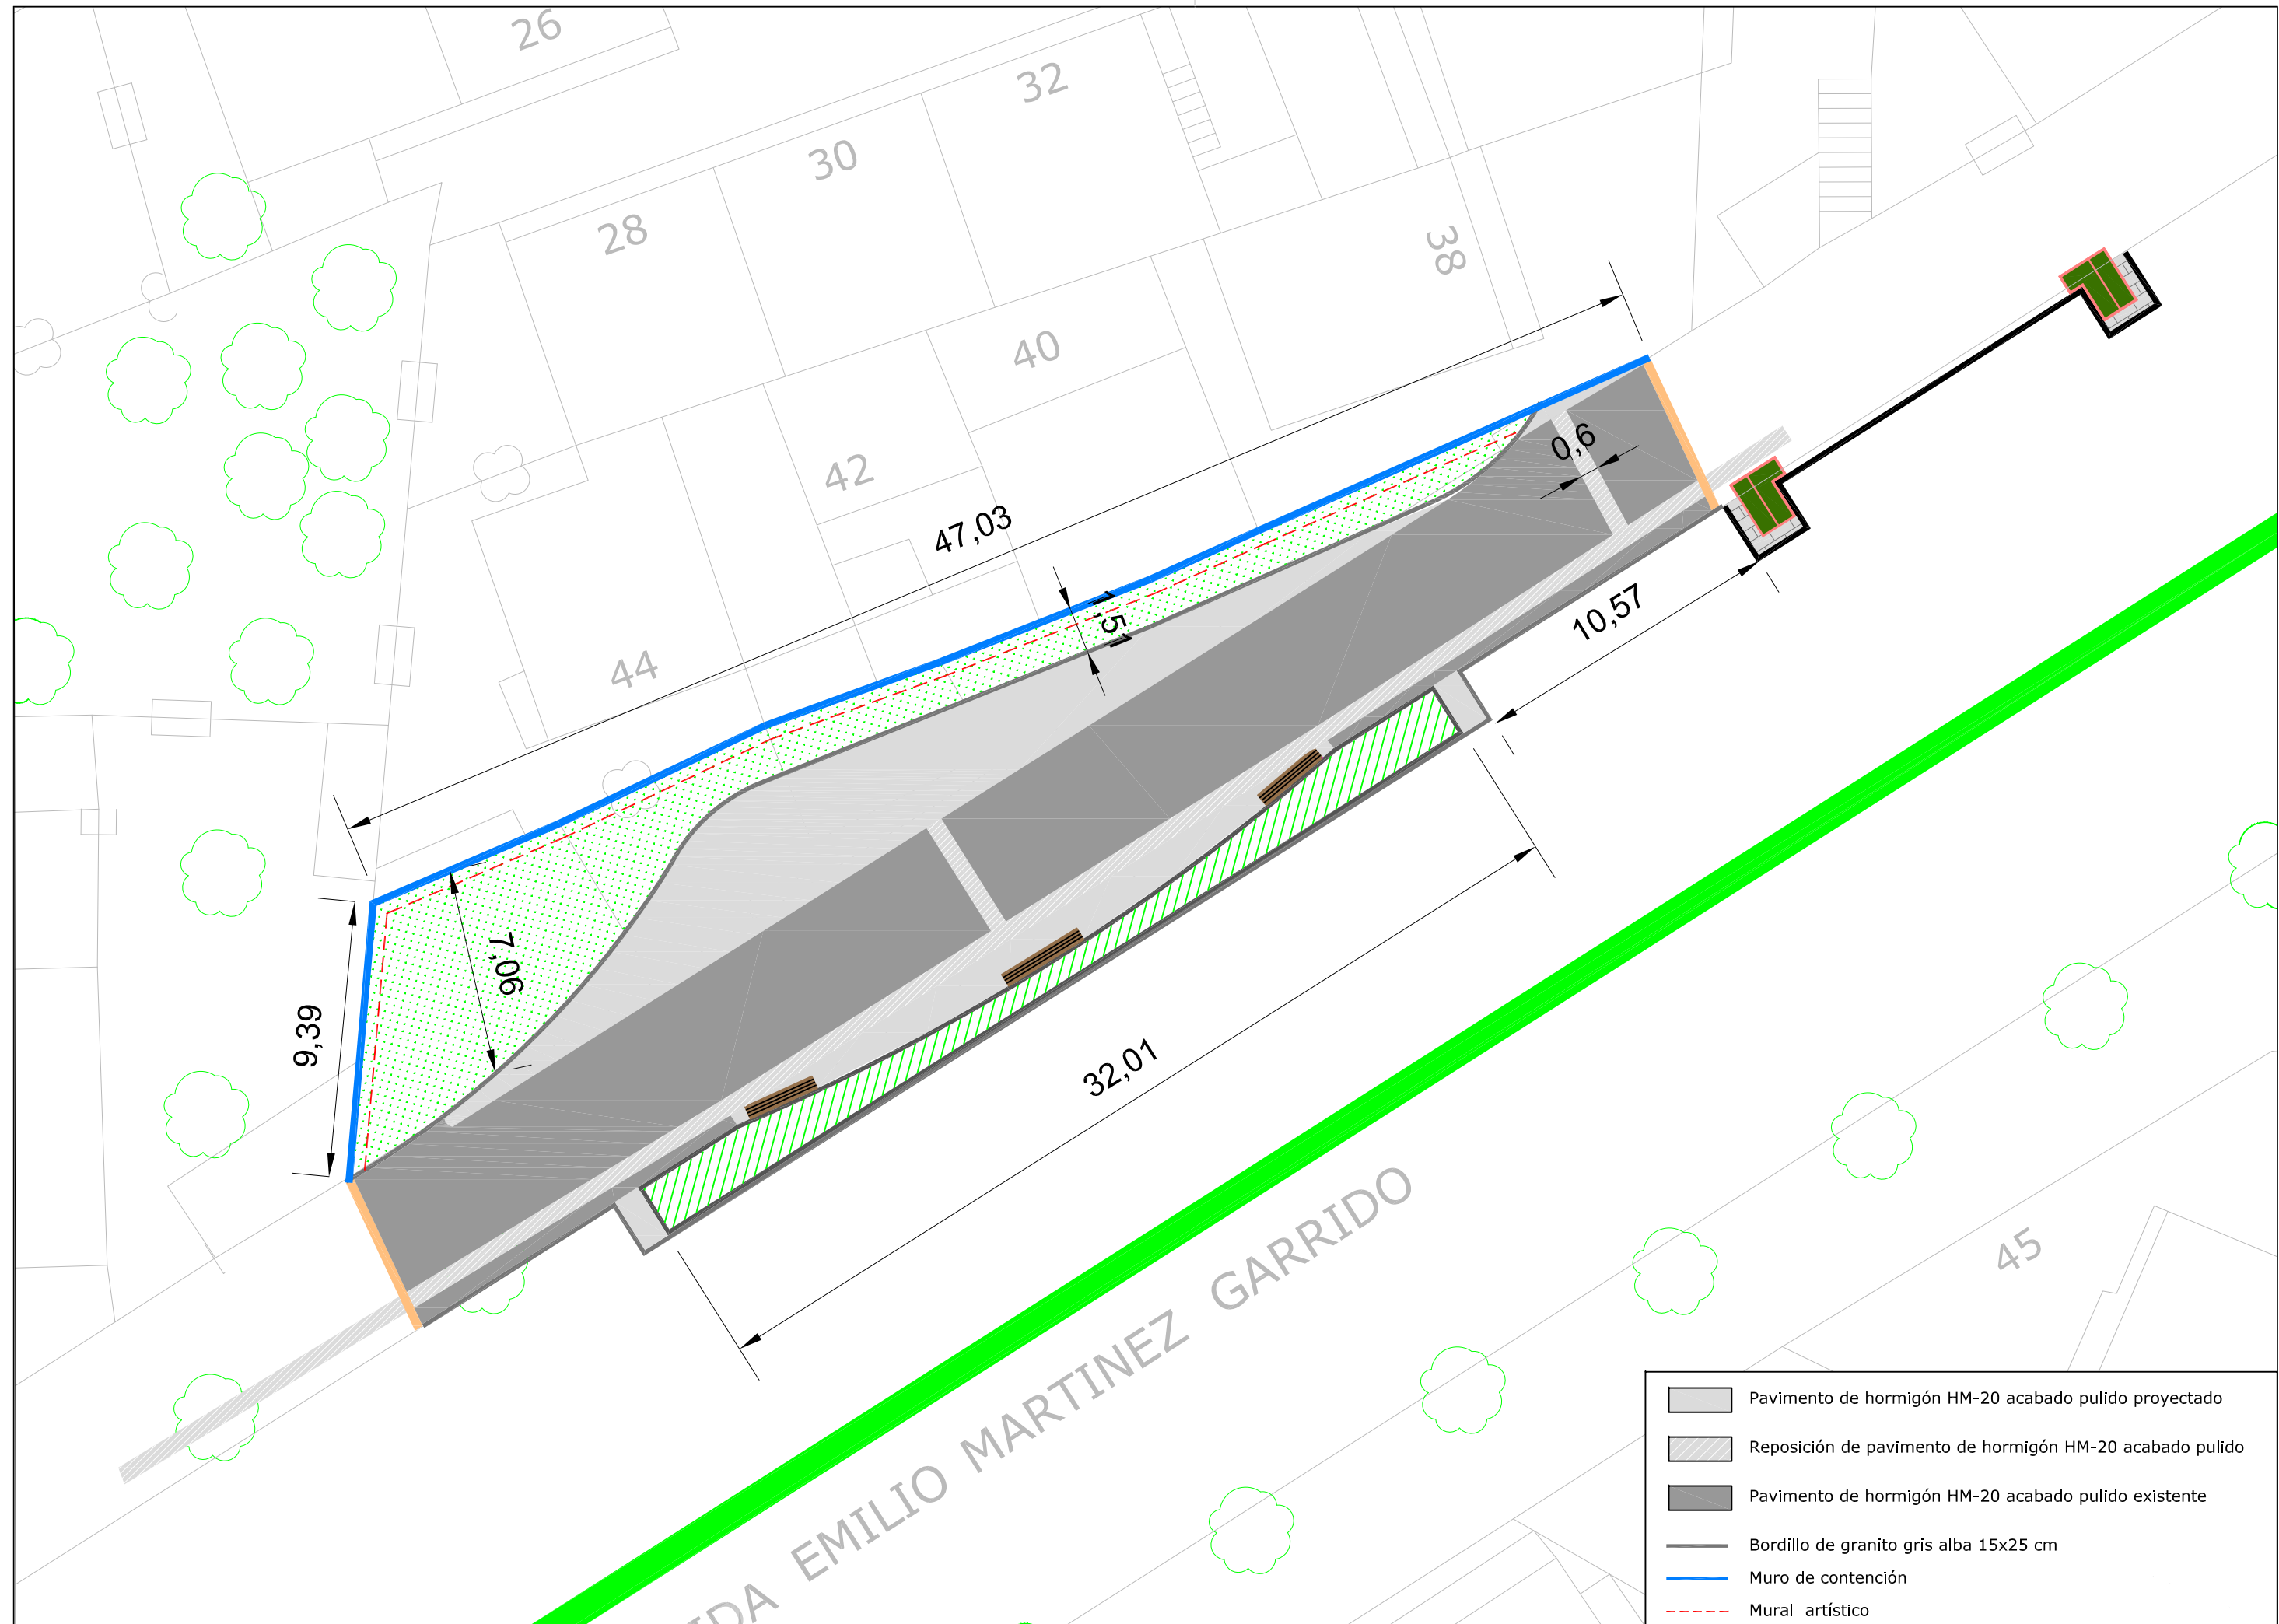 26
32
30
28
38
40
42
44
47,03
0,6
1,51
10,57
7,06
9,39
32,01
IDA EMILIO MARTINEZ GARRIDO
45
Pavimento de hormigón HM-20 acabado pulido proyectado
Reposición de pavimento de hormigón HM-20 acabado pulido
Pavimento de hormigón HM-20 acabado pulido existente
Bordillo de granito gris alba 15x25 cm
Muro de contención
Mural artístico